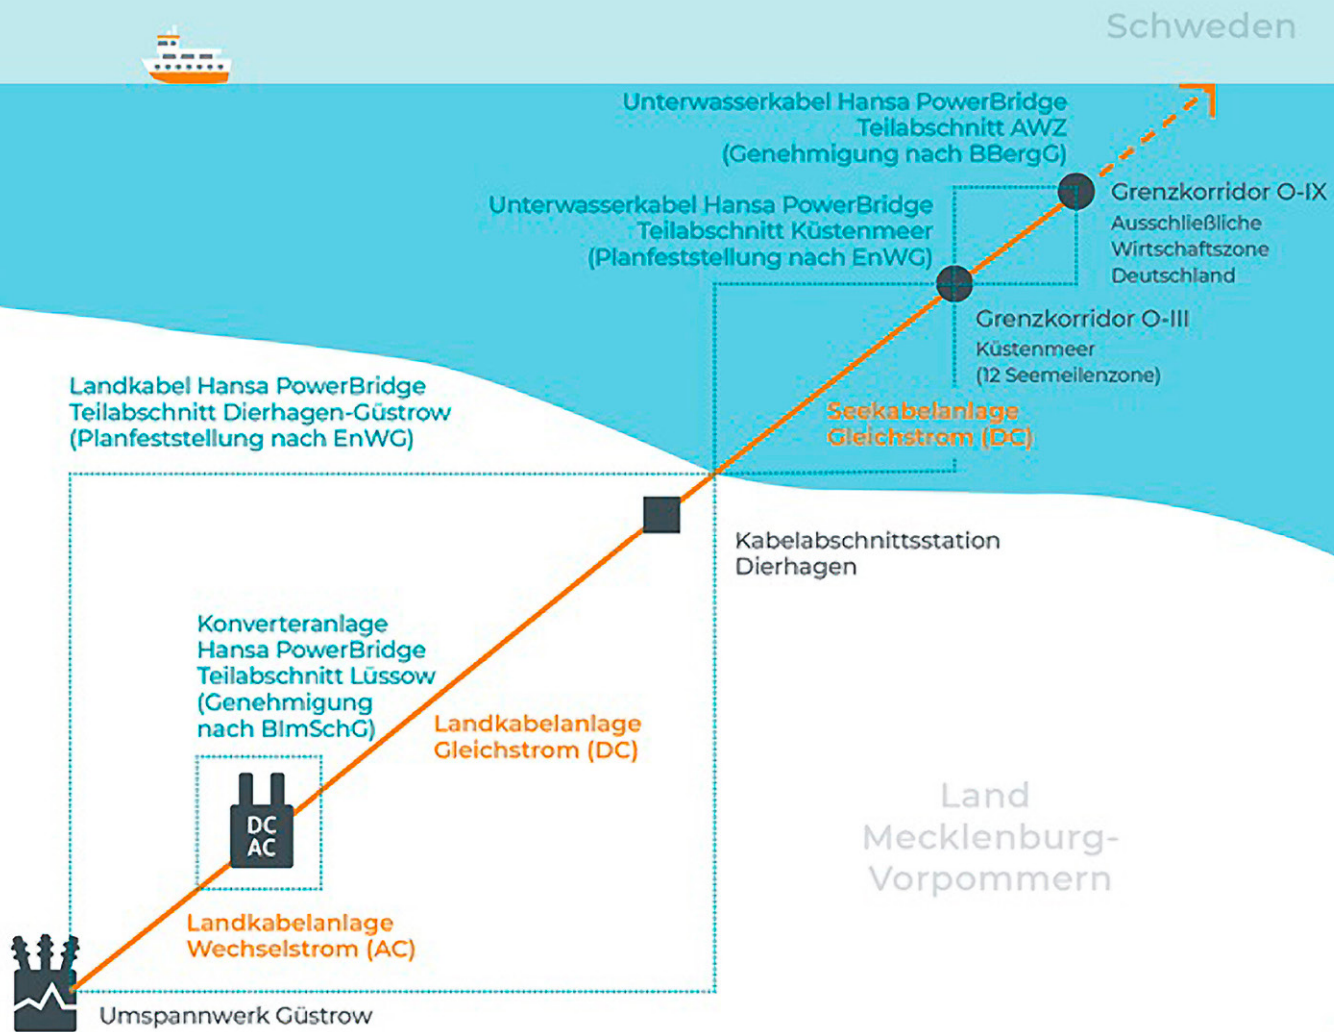 Schweden
Unterwasserkabel Hansa PowerBridge
Teilabschnitt AWZ
(Genehmigung nach BBergG)
Grenzkorridor O-IX
Ausschließliche
Wirtschaftszone
Deutschland
Unterwasserkabel Hansa PowerBridge
Teilabschnitt Küstenmeer
(Planfeststellung nach EnWG)
Grenzkorridor O-III
Küstenmeer
(12 Seemeilenzone)
Landkabel Hansa PowerBridge
Teilabschnitt Dierhagen-Güstrow
(Planfeststellung nach EnWG)
Seekabelanlage
Gleichstrom (DC)
Kabelabschnittsstation
Dierhagen
Konverteranlage
Hansa PowerBridge
Teilabschnitt Lüssow
(Genehmigung
nach BImSchG)
Landkabelanlage
Gleichstrom (DC)
DC
AC
Land
Mecklenburg-
Vorpommern
Landkabelanlage
Wechselstrom (AC)
Umspannwerk Güstrow